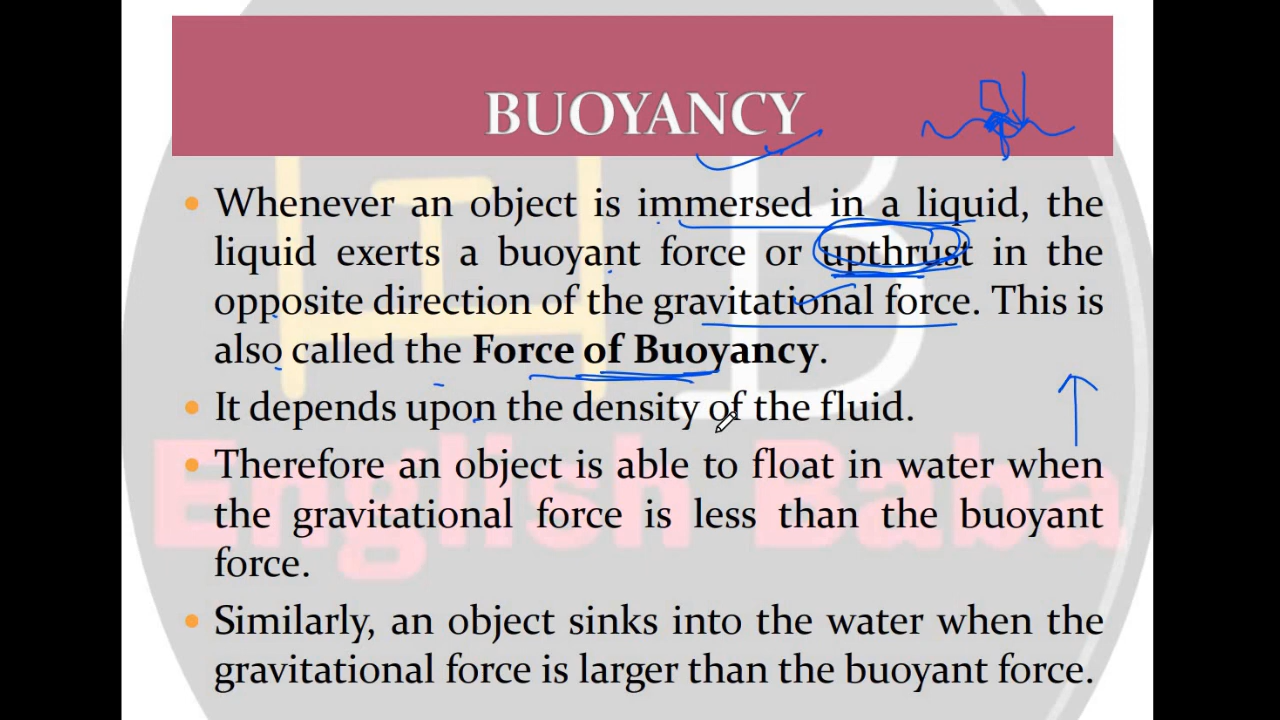 BUOYANCY
Whenever an object is immersed in a liquid, the
liquid exerts a buoyant force or upthrust in the
opposite direction of the gravitational force. This is
also called the Force of Buoyancy.
It depends upon the density of the fluid.
Therefore an object is able to float in water when
the gravitational force is less than the buoyant
force.
Similarly, an object sinks into the water when the
gravitational force is larger than the buoyant force.
English Baba